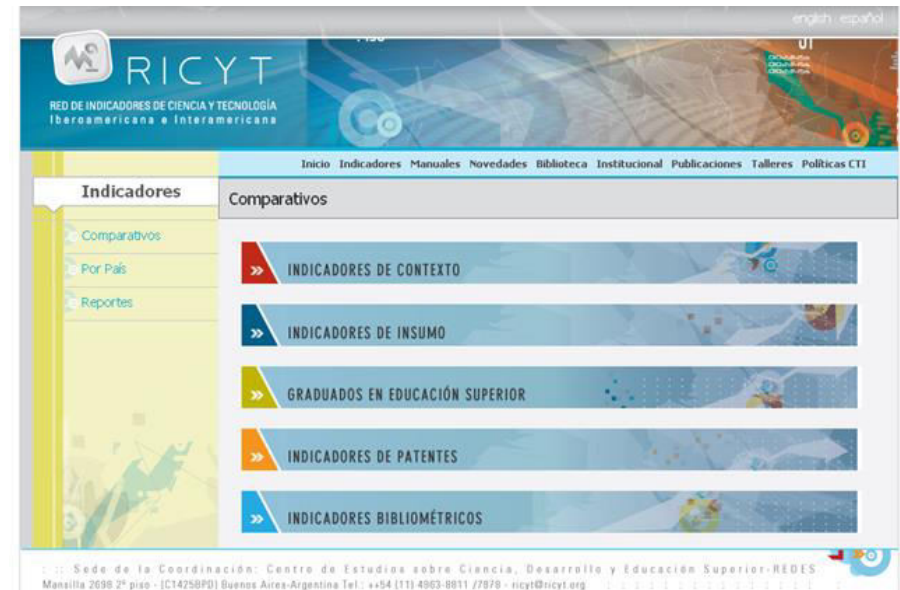 english español
RICYT
RED DE INDICADORES DE CIENCIA Y TECNOLOGÍA
Iberoamericana e Interamericana
Inicio Indicadores Manuales Novedades Biblioteca Institucional Publicaciones Talleres Políticas CTI
Indicadores
Comparativos
Por País
Reportes
Comparativos
INDICADORES DE CONTEXTO
INDICADORES DE INSUMO
GRADUADOS EN EDUCACIÓN SUPERIOR
INDICADORES DE PATENTES
INDICADORES BIBLIOMÉTRICOS
: :: Sede de la Coordinación: Centro de Estudios sobre Ciencia, Desarrollo y Educación Superior-REDES
Mansilla 2698 2º piso - (C1425BPD) Buenos Aires-Argentina Tel.: ++54 (11) 4963-8811 /7878 - ricyt@ricyt.org